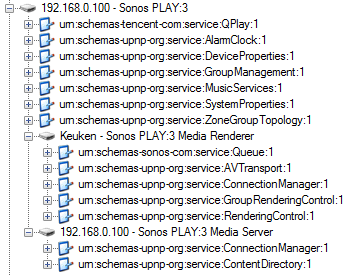 192.168.0.100 - Sonos PLAY:3
urn:schemas-tencent-com:service:QPlay:1
urn:schemas-upnp-org:service:AlarmClock:1
urn:schemas-upnp-org:service:DeviceProperties:1
urn:schemas-upnp-org:service:GroupManagement:1
urn:schemas-upnp-org:service:MusicServices:1
urn:schemas-upnp-org:service:SystemProperties:1
urn:schemas-upnp-org:service:ZoneGroupTopology:1
Keuken - Sonos PLAY:3 Media Renderer
urn:schemas-sonos-com:service:Queue:1
urn:schemas-upnp-org:service:AVTransport:1
urn:schemas-upnp-org:service:ConnectionManager:1
urn:schemas-upnp-org:service:GroupRenderingControl:1
urn:schemas-upnp-org:service:RenderingControl:1
192.168.0.100 - Sonos PLAY:3 Media Server
urn:schemas-upnp-org:service:ConnectionManager:1
urn:schemas-upnp-org:service:ContentDirectory:1